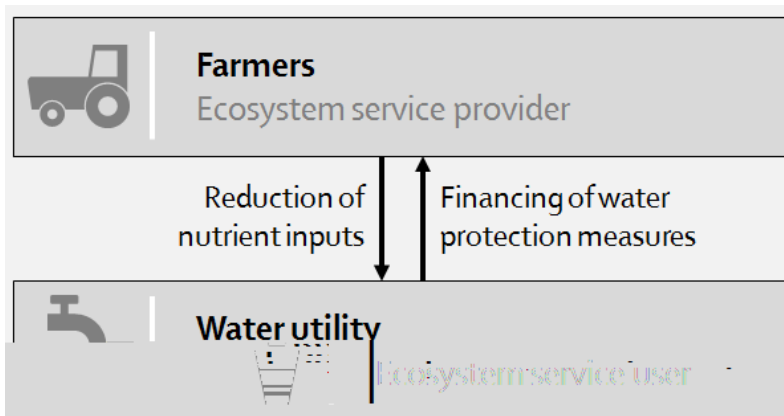 Farmers
Ecosystem service provider
Reduction of
nutrient inputs
Financing of water
protection measures
Water utility
Ecosystem service user